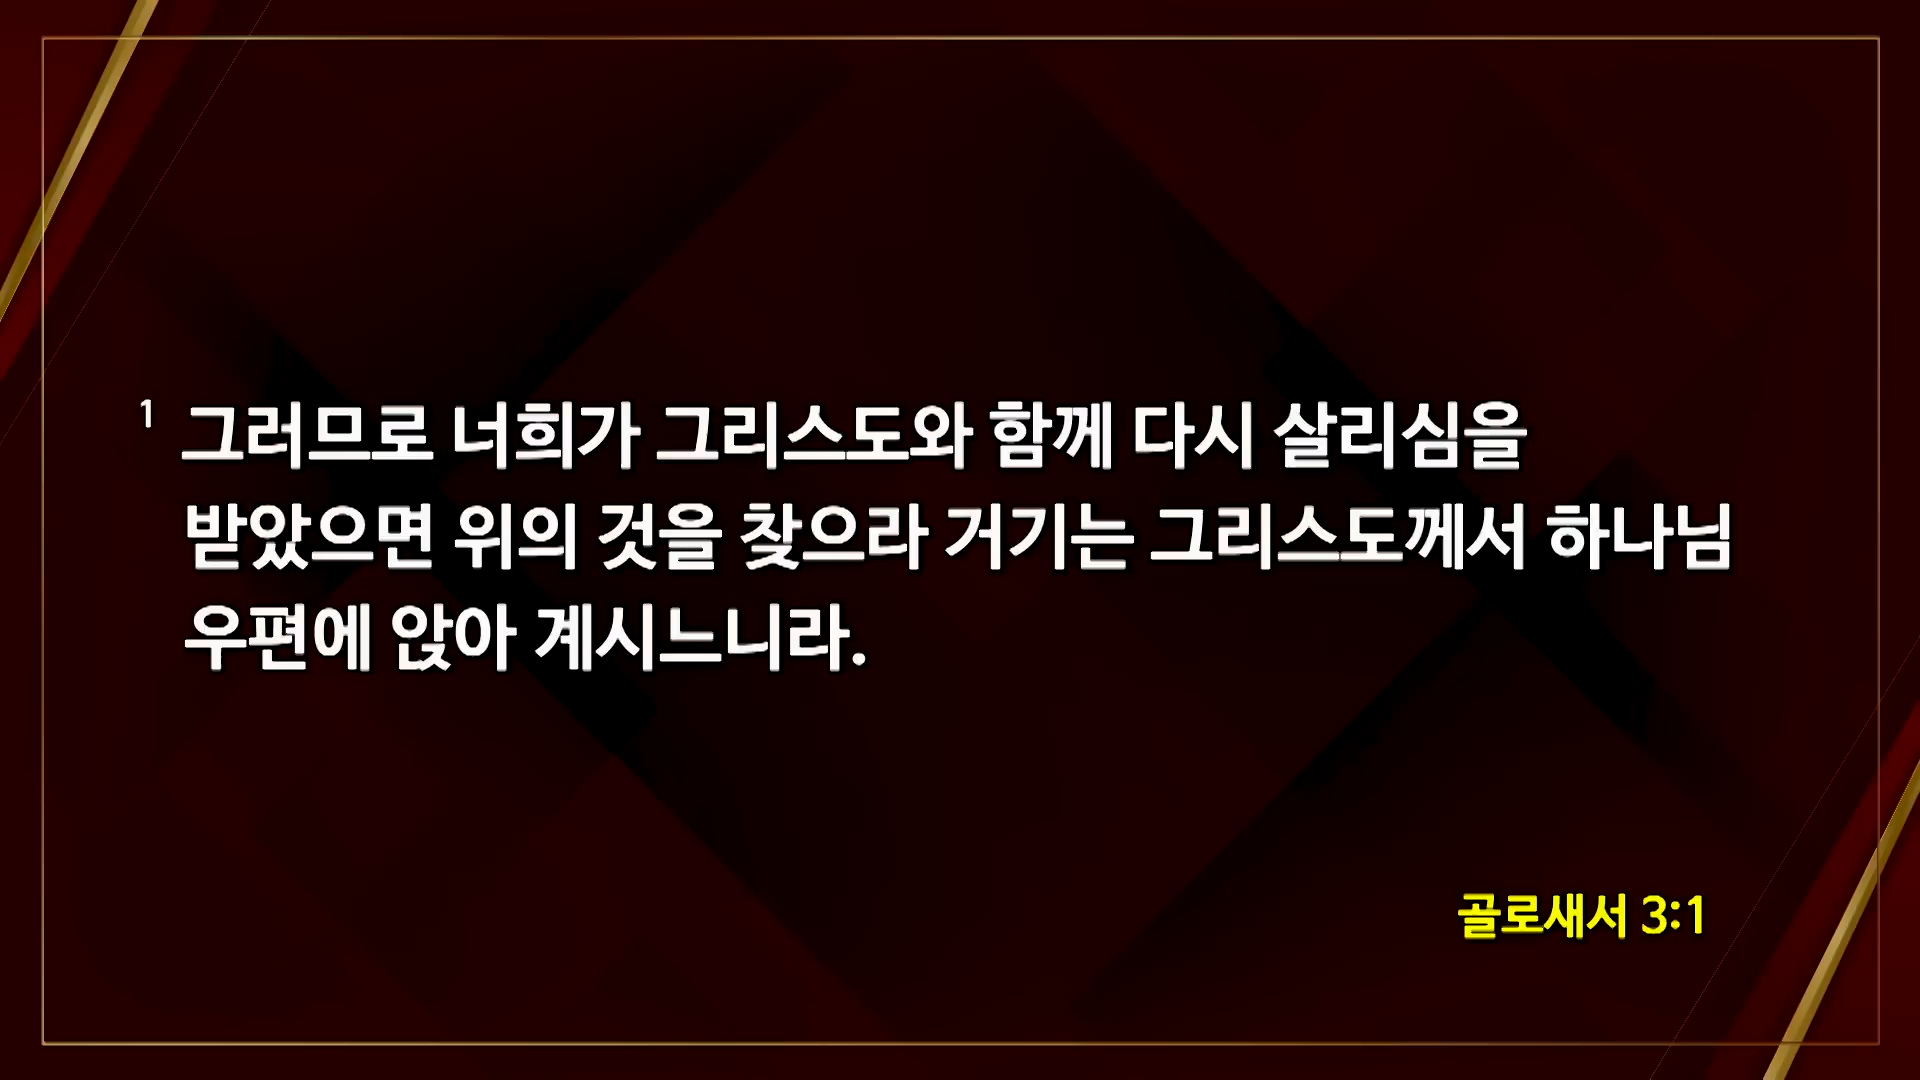 1 그러므로 너희가 그리스도와 함께 다시 살리심을
받았으면 위의 것을 찾으라 거기는 그리스도께서 하나님
우편에 앉아 계시느니라.
골로새서 3:1